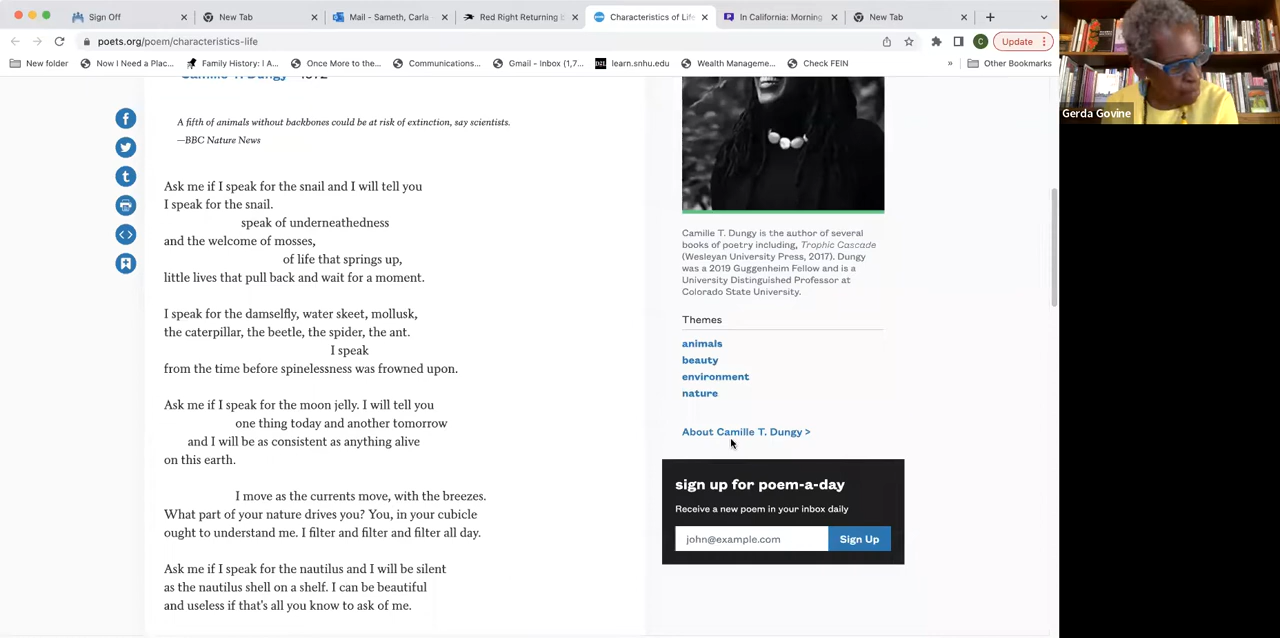 Sign Off
New Tab
Mail - Sameth, Carla
Red Right Returning
Characteristics of Life
In California: Morning
New Tab
poets.org/poem/characteristics-life
Update
New folder
Now I Need a Plac...
Family History: I A...
Once More to the...
Communications...
Gmail - Inbox (1,7...
learn.snhu.edu
Wealth Manageme...
Check FEIN
»
Other Bookmarks
A fifth of animals without backbones could be at risk of extinction, say scientists.
—BBC Nature News
Ask me if I speak for the snail and I will tell you
I speak for the snail.
speak of underneathedness
and the welcome of mosses,
of life that springs up,
little lives that pull back and wait for a moment.
I speak for the damselfly, water skeet, mollusk,
the caterpillar, the beetle, the spider, the ant.
I speak
from the time before spinelessness was frowned upon.
Ask me if I speak for the moon jelly. I will tell you
one thing today and another tomorrow
and I will be as consistent as anything alive
on this earth.
I move as the currents move, with the breezes.
What part of your nature drives you? You, in your cubicle
ought to understand me. I filter and filter and filter all day.
Ask me if I speak for the nautilus and I will be silent
as the nautilus shell on a shelf. I can be beautiful
and useless if that's all you know to ask of me.
Camille T. Dungy is the author of several
books of poetry including, Trophic Cascade
(Wesleyan University Press, 2017). Dungy
was a 2019 Guggenheim Fellow and is a
University Distinguished Professor at
Colorado State University.
Themes
animals
beauty
environment
nature
About Camille T. Dungy >
sign up for poem-a-day
Receive a new poem in your inbox daily
john@example.com
Sign Up
Gerda Govine